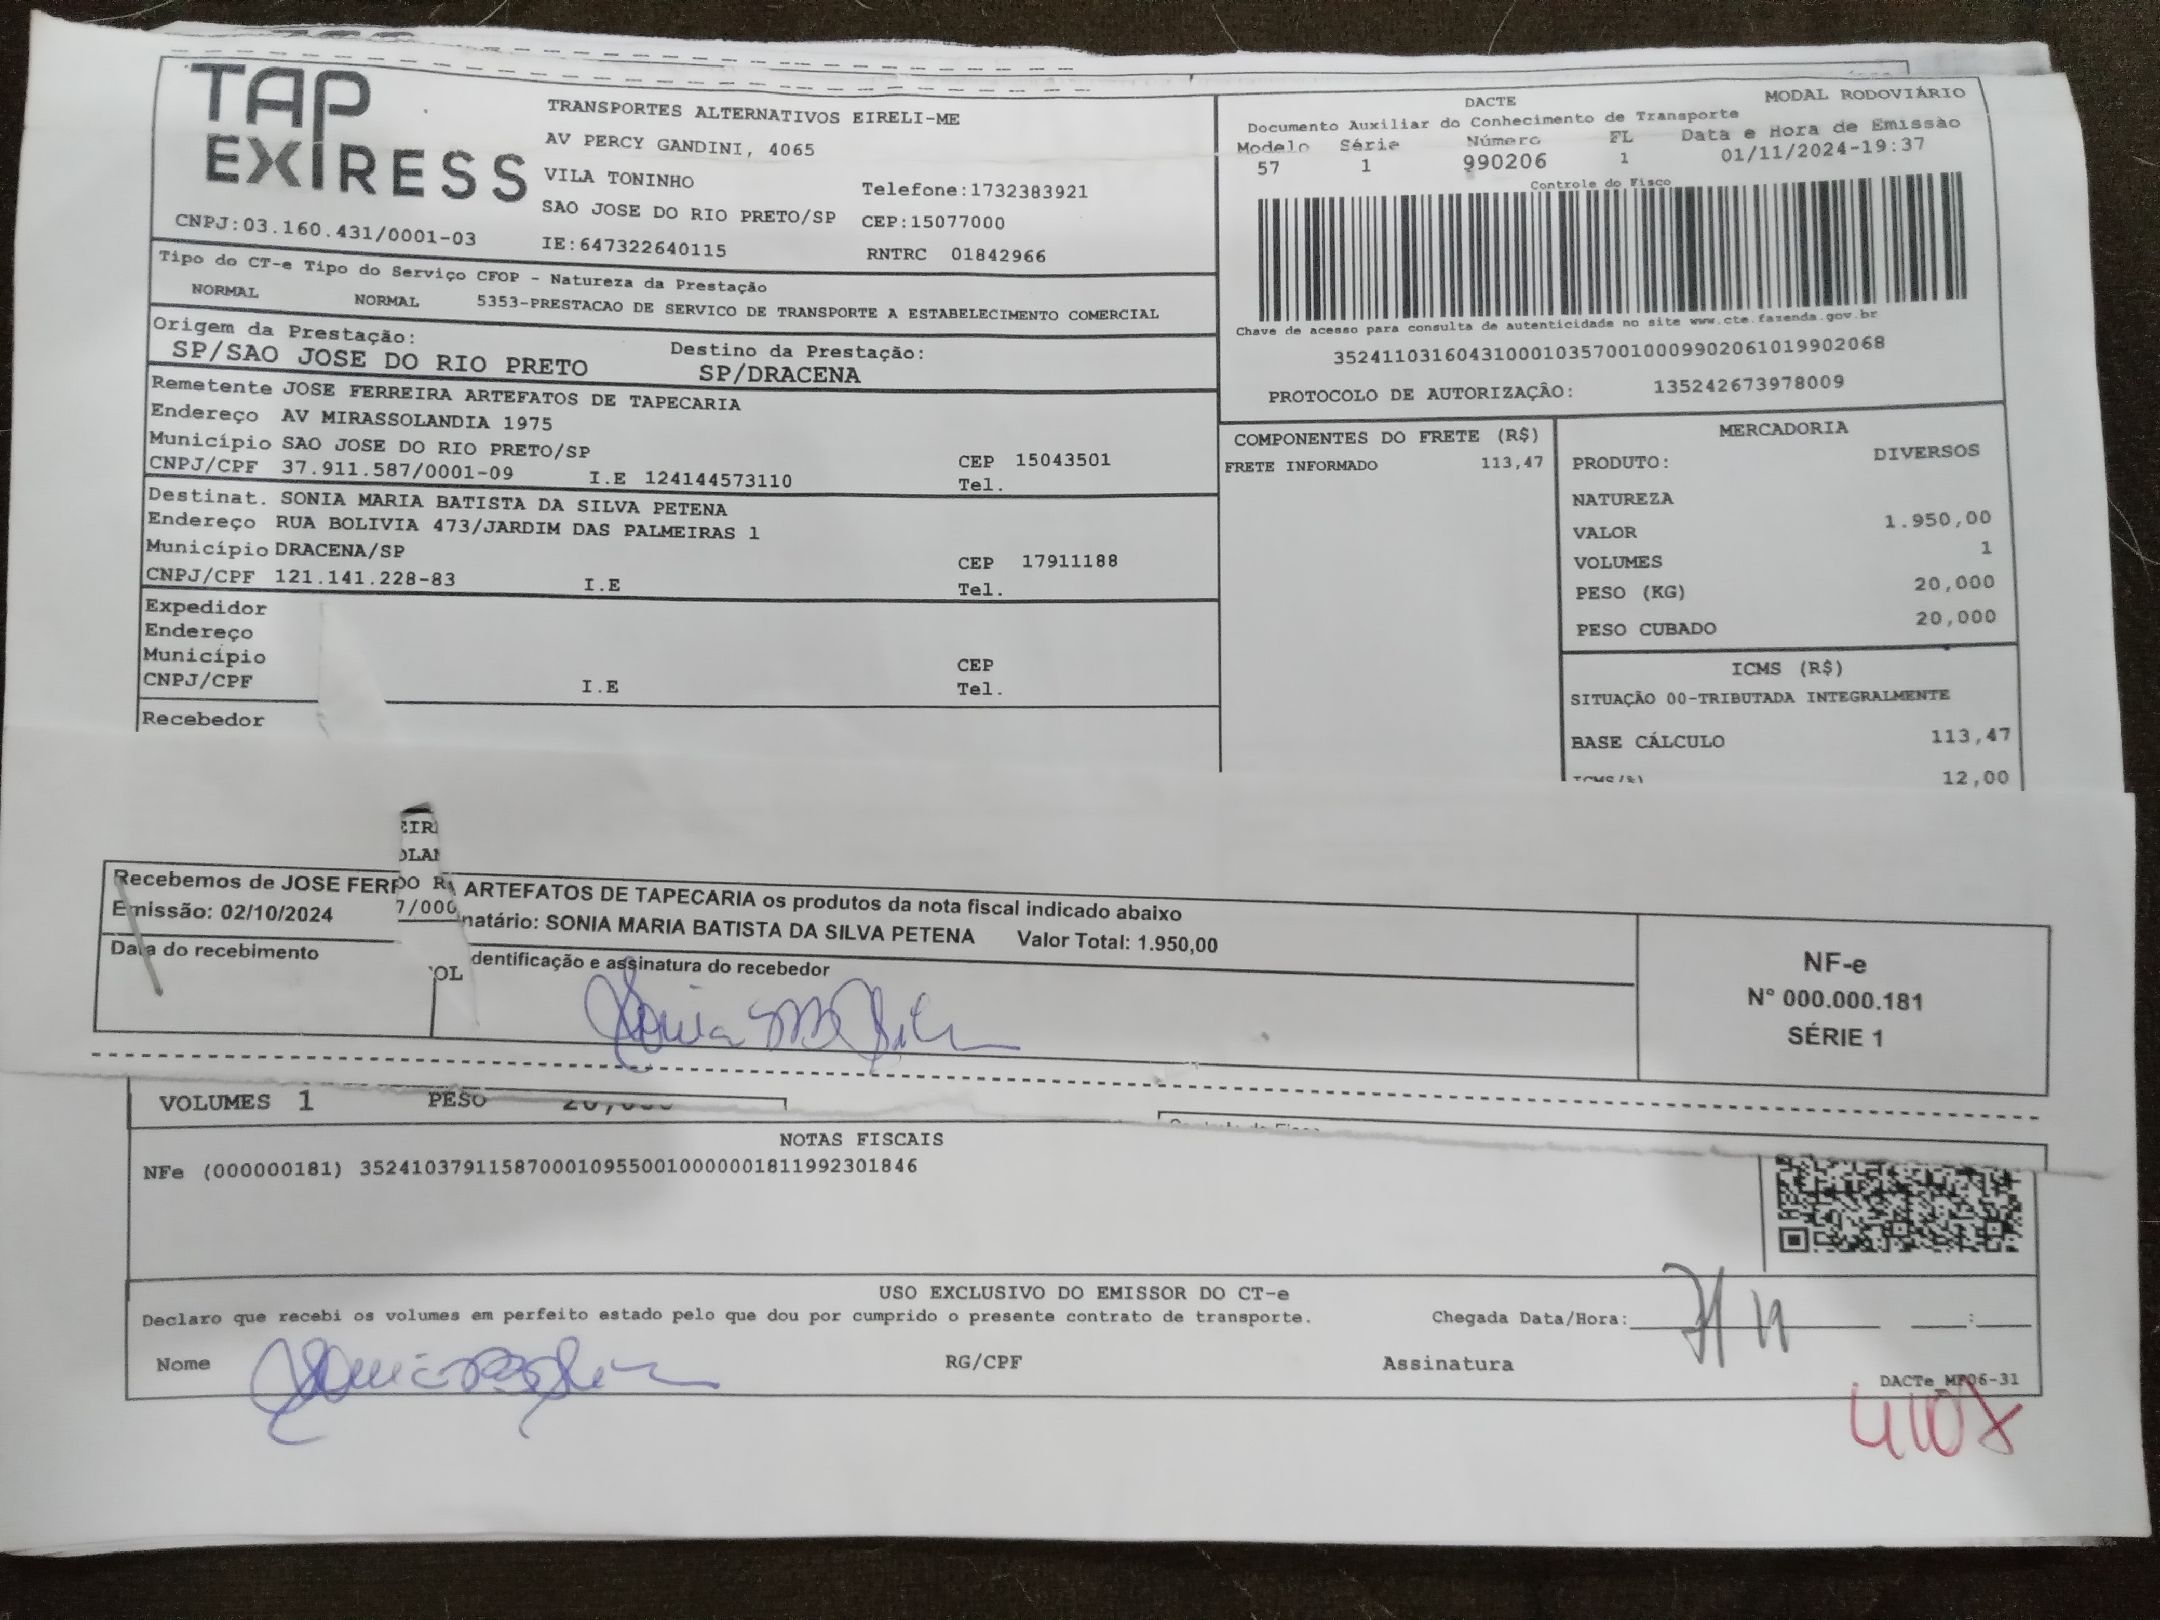 TAP
EXIRESS
TRANSPORTES ALTERNATIVOS EIRELI-ME
AV PERCY GANDINI, 4065
VILA TONINHO
Telefone:1732383921
SAO JOSE DO RIO PRETO/SP CEP:15077000
CNPJ:03.160.431/0001-03
IE:647322640115
RNTRC 01842966
DACTE
MODAL RODOVIÁRIO
Documento Auxiliar do Conhecimento de Transporte
Modelo Série Número FL Data e Hora de Emissão
57 1 990206 1 01/11/2024-19:37
Controle do Fisco
Chave de acesso para consulta de autenticidade no site www.cte.fazenda.gov.br
35241103160431000103570010009902061019902068
PROTOCOLO DE AUTORIZAÇÃO: 135242673978009
Tipo do CT-e Tipo do Serviço CFOP - Natureza da Prestação
NORMAL NORMAL 5353-PRESTACAO DE SERVICO DE TRANSPORTE A ESTABELECIMENTO COMERCIAL
Origem da Prestação:
SP/SAO JOSE DO RIO PRETO
Destino da Prestação:
SP/DRACENA
Remetente JOSE FERREIRA ARTEFATOS DE TAPECARIA
Endereço AV MIRASSOLANDIA 1975
Município SAO JOSE DO RIO PRETO/SP CEP 15043501
CNPJ/CPF 37.911.587/0001-09 I.E 124144573110 Tel.
Destinat. SONIA MARIA BATISTA DA SILVA PETENA
Endereço RUA BOLIVIA 473/JARDIM DAS PALMEIRAS 1
Município DRACENA/SP CEP 17911188
CNPJ/CPF 121.141.228-83 I.E Tel.
Expedidor
Endereço
Município CEP
CNPJ/CPF I.E Tel.
Recebedor
COMPONENTES DO FRETE (R$)
FRETE INFORMADO 113,47
MERCADORIA
PRODUTO: DIVERSOS
NATUREZA
VALOR 1.950,00
VOLUMES 1
PESO (KG) 20,000
PESO CUBADO 20,000
ICMS (R$)
SITUAÇÃO 00-TRIBUTADA INTEGRALMENTE
BASE CÁLCULO 113,47
12,00
Recebemos de JOSE FER ARTEFATOS DE TAPECARIA os produtos da nota fiscal indicado abaixo
Emissão: 02/10/2024 natário: SONIA MARIA BATISTA DA SILVA PETENA Valor Total: 1.950,00
Data do recebimento dentificação e assinatura do recebedor
NF-e
N° 000.000.181
SÉRIE 1
VOLUMES 1 PESO
NOTAS FISCAIS
NFe (000000181) 35241037911587000109550010000001811992301846
USO EXCLUSIVO DO EMISSOR DO CT-e
Declaro que recebi os volumes em perfeito estado pelo que dou por cumprido o presente contrato de transporte. Chegada Data/Hora:
Nome RG/CPF Assinatura
DACTe MF06-31